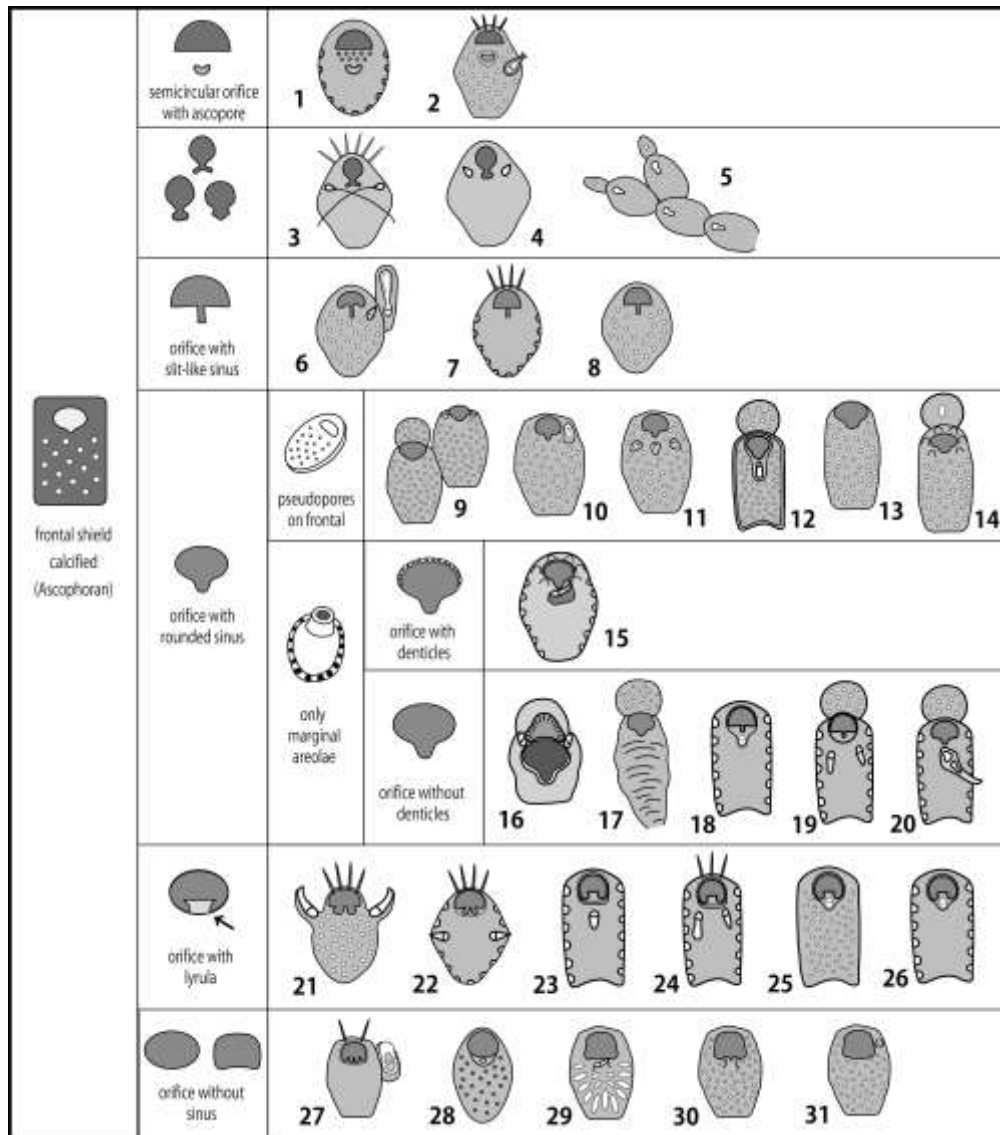 semicircular orifice
with ascopore
1
2
3
4
5
orifice with
slit-like sinus
6
7
8
frontal shield
calcified
(Ascophoran)
orifice with
rounded sinus
pseudopores
on frontal
9
10
11
12
13
14
only
marginal
areolae
orifice with
denticles
15
orifice without
denticles
16
17
18
19
20
orifice with
lyrula
21
22
23
24
25
26
orifice without
sinus
27
28
29
30
31